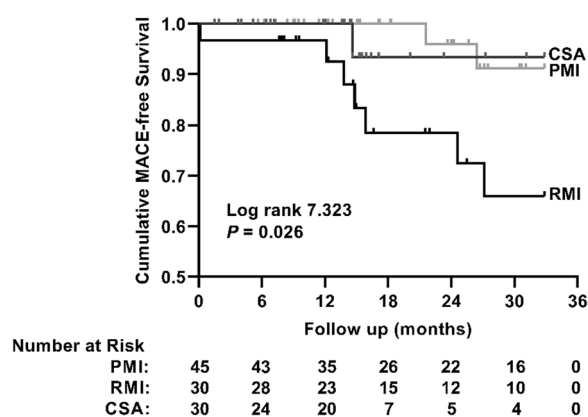 Cumulative MACE-free Survival
1.0
0.9
0.8
0.7
0.6
0.5
CSA
PMI
RMI
Log rank 7.323
P = 0.026
0 6 12 18 24 30 36
Follow up (months)
Number at Risk
PMI: 45 43 35 26 22 16 0
RMI: 30 28 23 15 12 10 0
CSA: 30 24 20 7 5 4 0